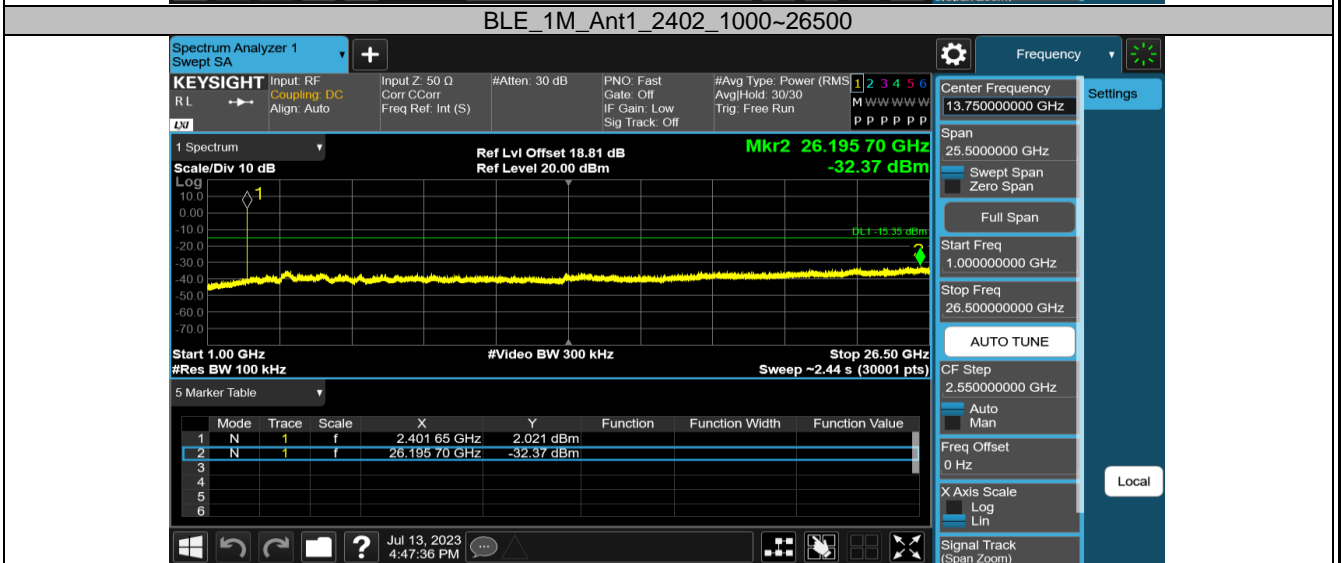 BLE_1M_Ant1_2402_1000~26500
Spectrum Analyzer 1
Swept SA
+
Frequency
KEYSIGHT
R L
LXI
Input: RF
Coupling: DC
Align: Auto
Input Z: 50 Ω
Corr CCorr
Freq Ref: Int (S)
#Atten: 30 dB
PNO: Fast
Gate: Off
IF Gain: Low
Sig Track: Off
#Avg Type: Power (RMS
Avg|Hold: 30/30
Trig: Free Run
1 2 3 4 5 6
M W W W W W
P P P P P P
1 Spectrum
Scale/Div 10 dB
Ref Lvl Offset 18.81 dB
Ref Level 20.00 dBm
Mkr2 26.195 70 GHz
-32.37 dBm
Log
10.0
0.00
-10.0
-20.0
-30.0
-40.0
-50.0
-60.0
-70.0
1
DL1 -15.35 dBm
2
Start 1.00 GHz
#Res BW 100 kHz
#Video BW 300 kHz
Stop 26.50 GHz
Sweep ~2.44 s (30001 pts)
5 Marker Table
Mode Trace Scale X Y Function Function Width Function Value
1 N 1 f 2.401 65 GHz 2.021 dBm
2 N 1 f 26.195 70 GHz -32.37 dBm
3
4
5
6
?
Jul 13, 2023
4:47:36 PM
Center Frequency
13.750000000 GHz
Settings
Span
25.5000000 GHz
Swept Span
Zero Span
Full Span
Start Freq
1.000000000 GHz
Stop Freq
26.500000000 GHz
AUTO TUNE
CF Step
2.550000000 GHz
Auto
Man
Freq Offset
0 Hz
X Axis Scale
Log
Lin
Local
Signal Track
(Span Zoom)